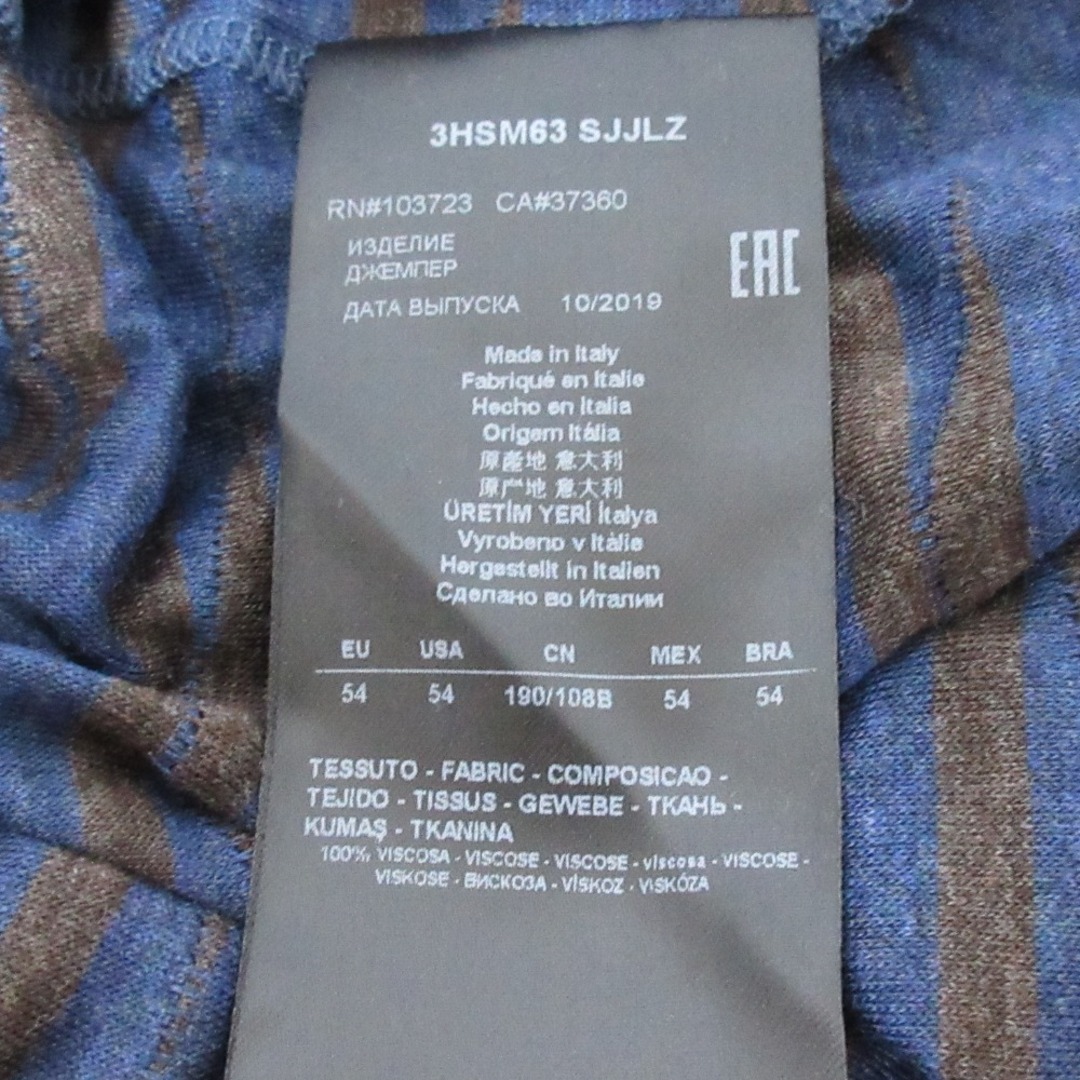 3HSM63 SJJLZ
RN#103723 CA#37360
ИЗДЕЛИЕ
ДЖЕМПЕР
EAC
ДАТА ВЫПУСКА 10/2019
Made in Italy
Fabriqué en Italie
Hecho en Italia
Origem Itália
原產地 意大利
原产地 意大利
ÜRETİM YERİ İtalya
Vyrobeno v Itálie
Hergestellt in Italien
Сделано во Италии
EU USA CN MEX BRA
54 54 190/108B 54 54
TESSUTO - FABRIC - COMPOSICAO -
TEJIDO - TISSUS - GEWEBE - ТКАНЬ -
KUMAŞ - TKANINA
100% VISCOSA - VISCOSE - VISCOSE - viscosa - VISCOSE -
VISKOSE - ВИСКОЗА - VİSKOZ - VISKÓZA